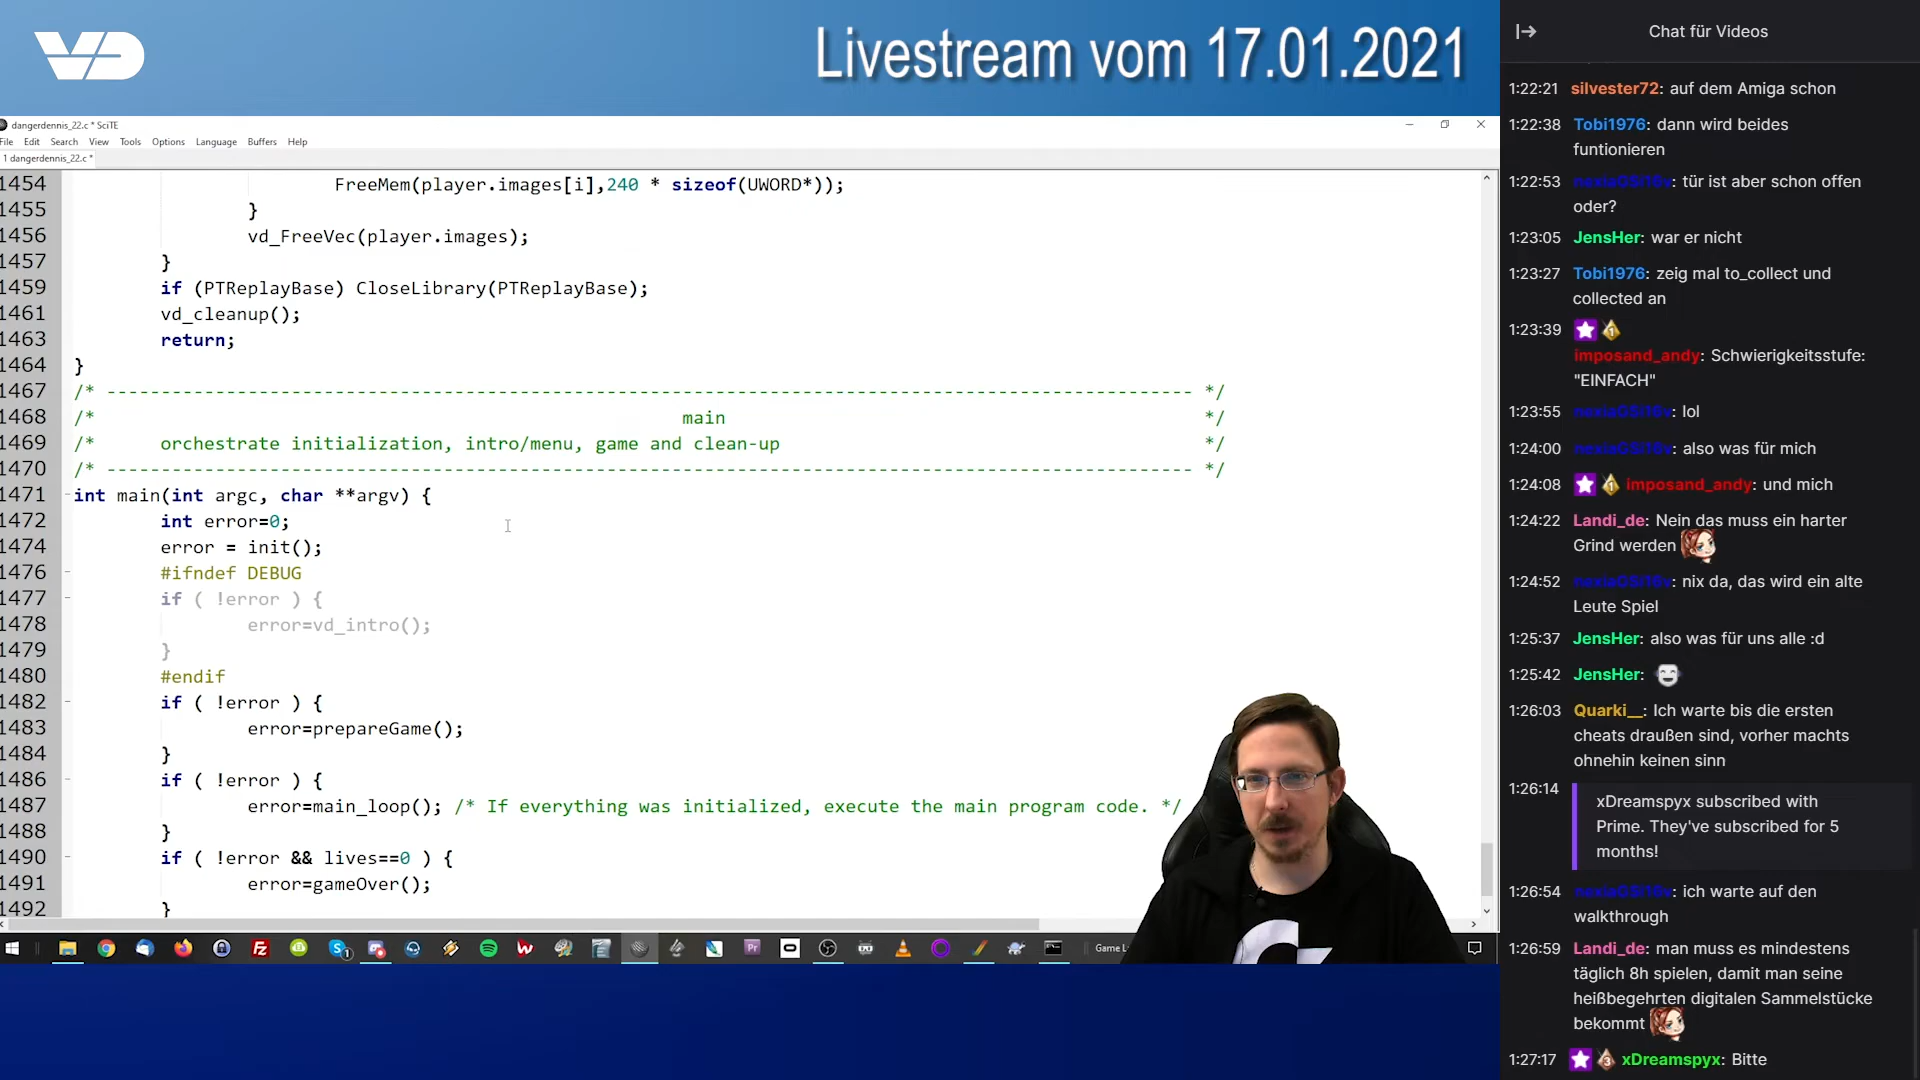 VD
Livestream vom 17.01.2021
dangerdennis_22.c * SciTE
File Edit Search View Tools Options Language Buffers Help
1 dangerdennis_22.c *
1454 FreeMem(player.images[i],240 * sizeof(UWORD*));
1455 }
1456 vd_FreeVec(player.images);
1457 }
1459 if (PTReplayBase) CloseLibrary(PTReplayBase);
1461 vd_cleanup();
1463 return;
1464 }
1467 /* ---------------------------------------------------------------------------------------------------- */
1468 /* main */
1469 /* orchestrate initialization, intro/menu, game and clean-up */
1470 /* ---------------------------------------------------------------------------------------------------- */
1471 int main(int argc, char **argv) {
1472 int error=0;
1474 error = init();
1476 #ifndef DEBUG
1477 if ( !error ) {
1478 error=vd_intro();
1479 }
1480 #endif
1482 if ( !error ) {
1483 error=prepareGame();
1484 }
1486 if ( !error ) {
1487 error=main_loop(); /* If everything was initialized, execute the main program code. */
1488 }
1490 if ( !error && lives==0 ) {
1491 error=gameOver();
1492 }
Game L
Chat für Videos
1:22:21 silvester72: auf dem Amiga schon
1:22:38 Tobi1976: dann wird beides
funtionieren
1:22:53 : tür ist aber schon offen
oder?
1:23:05 JensHer: war er nicht
1:23:27 Tobi1976: zeig mal to_collect und
collected an
1:23:39
imposand_andy: Schwierigkeitsstufe:
"EINFACH"
1:23:55 : lol
1:24:00 : also was für mich
1:24:08 imposand_andy: und mich
1:24:22 Landi_de: Nein das muss ein harter
Grind werden
1:24:52 : nix da, das wird ein alte
Leute Spiel
1:25:37 JensHer: also was für uns alle :d
1:25:42 JensHer:
1:26:03 Quarki__: Ich warte bis die ersten
cheats draußen sind, vorher machts
ohnehin keinen sinn
1:26:14 xDreamspyx subscribed with
Prime. They've subscribed for 5
months!
1:26:54 : ich warte auf den
walkthrough
1:26:59 Landi_de: man muss es mindestens
täglich 8h spielen, damit man seine
heißbegehrten digitalen Sammelstücke
bekommt
1:27:17 xDreamspyx: Bitte